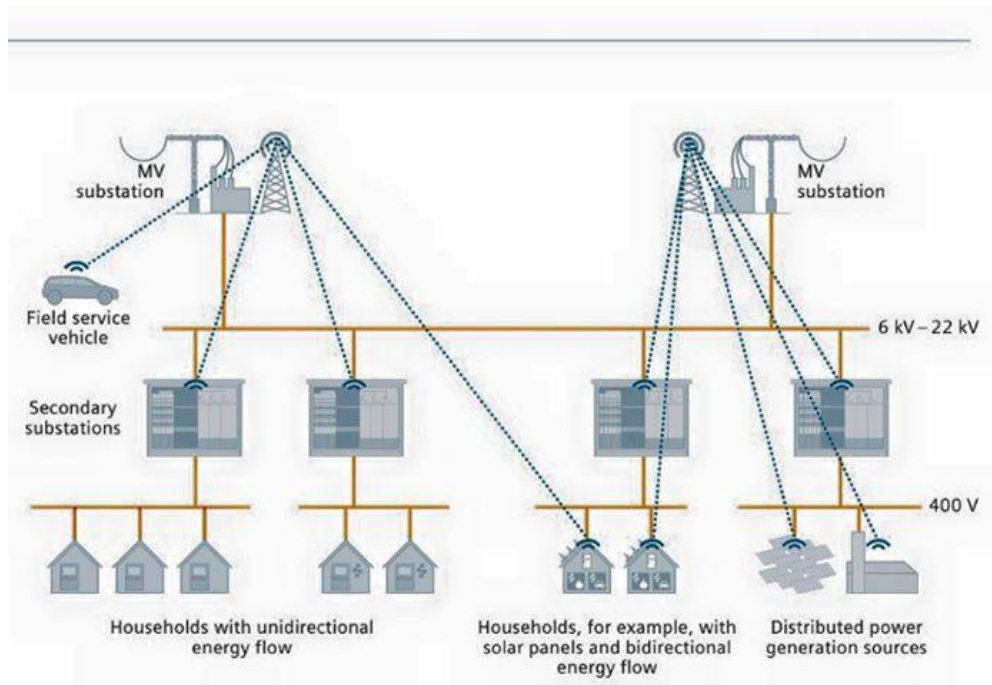 MV
substation
MV
substation
Field service
vehicle
6 kV – 22 kV
Secondary
substations
400 V
Households with unidirectional
energy flow
Households, for example, with
solar panels and bidirectional
energy flow
Distributed power
generation sources